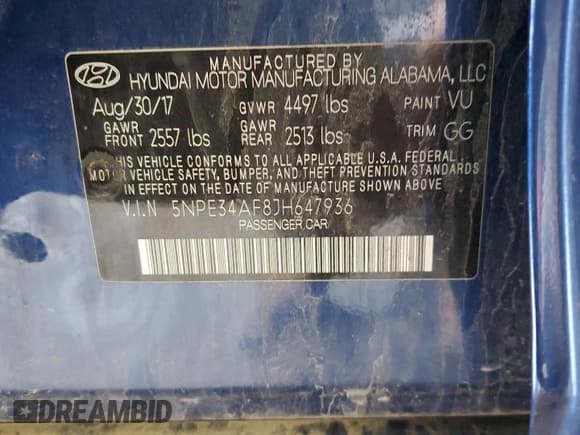 MANUFACTURED BY
HYUNDAI MOTOR MANUFACTURING ALABAMA, LLC
Aug/30/17 GVWR 4497 lbs PAINT VU
GAWR FRONT 2557 lbs GAWR REAR 2513 lbs TRIM GG
THIS VEHICLE CONFORMS TO ALL APPLICABLE U.S.A. FEDERAL
MOTOR VEHICLE SAFETY, BUMPER, AND THEFT PREVENTION STANDARDS
IN EFFECT ON THE DATE OF MANUFACTURE SHOWN ABOVE.
V.I.N 5NPE34AF8JH647936
PASSENGER CAR
DREAMBID